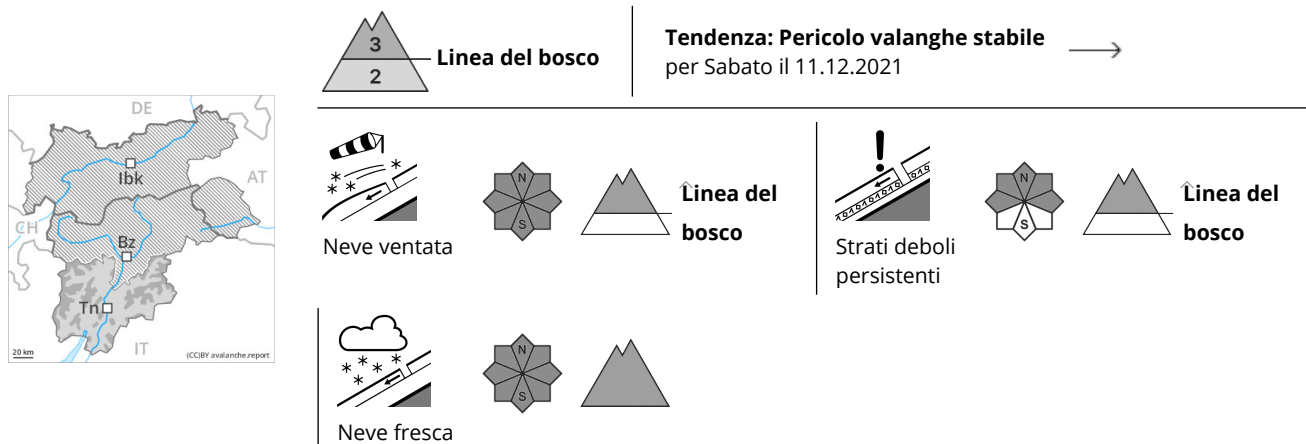 3
2
Linea del bosco
Tendenza: Pericolo valanghe stabile
per Sabato il 11.12.2021
DE
AT
CH
IT
Ibk
Bz
Tn
20 km
(CC)BY avalanche.report
N
S
Linea del
bosco
Neve ventata
N
S
Linea del
bosco
Strati deboli
persistenti
N
S
Neve fresca